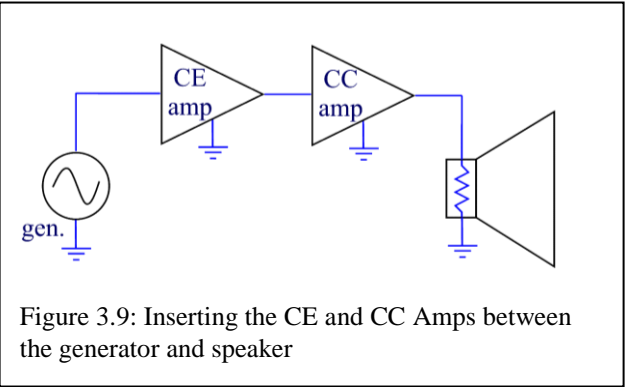 CE
amp
CC
amp
gen.
Figure 3.9: Inserting the CE and CC Amps between
the generator and speaker